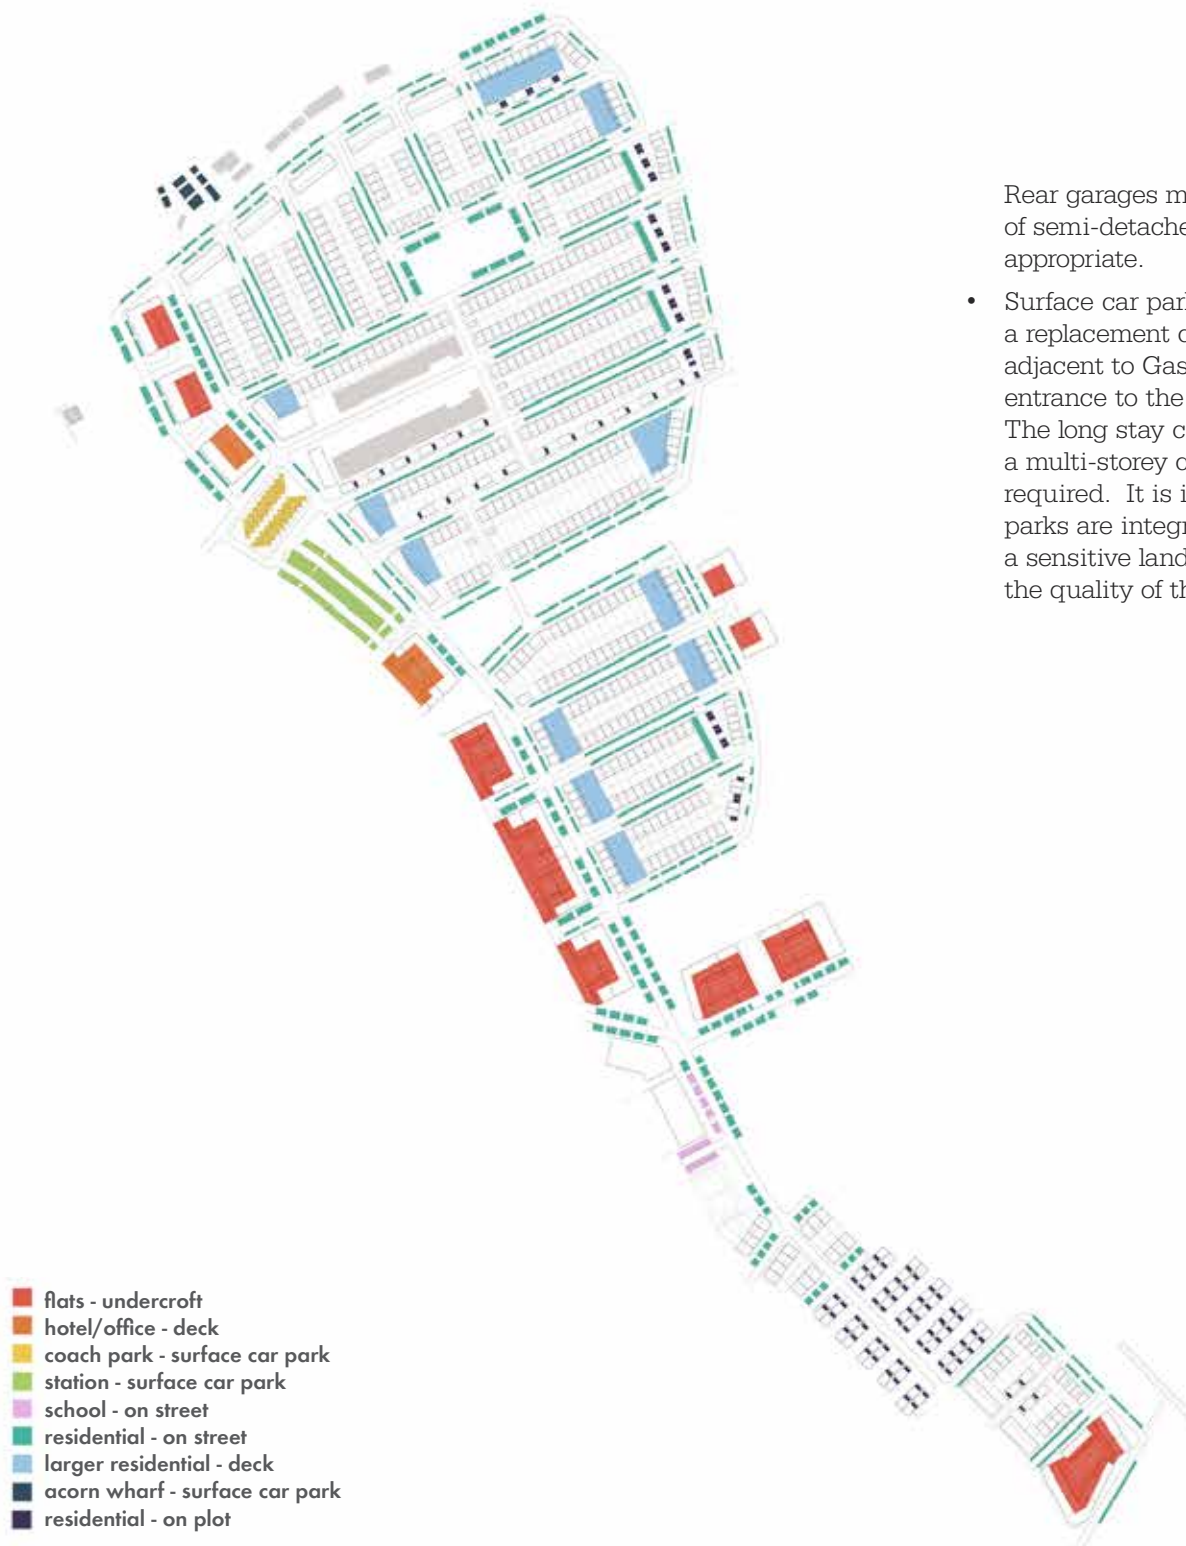 Rear garages m
of semi-detache
appropriate.
• Surface car par
a replacement c
adjacent to Gas
entrance to the
The long stay c
a multi-storey c
required. It is i
parks are integr
a sensitive land
the quality of th
flats - undercroft
hotel/office - deck
coach park - surface car park
station - surface car park
school - on street
residential - on street
larger residential - deck
acorn wharf - surface car park
residential - on plot